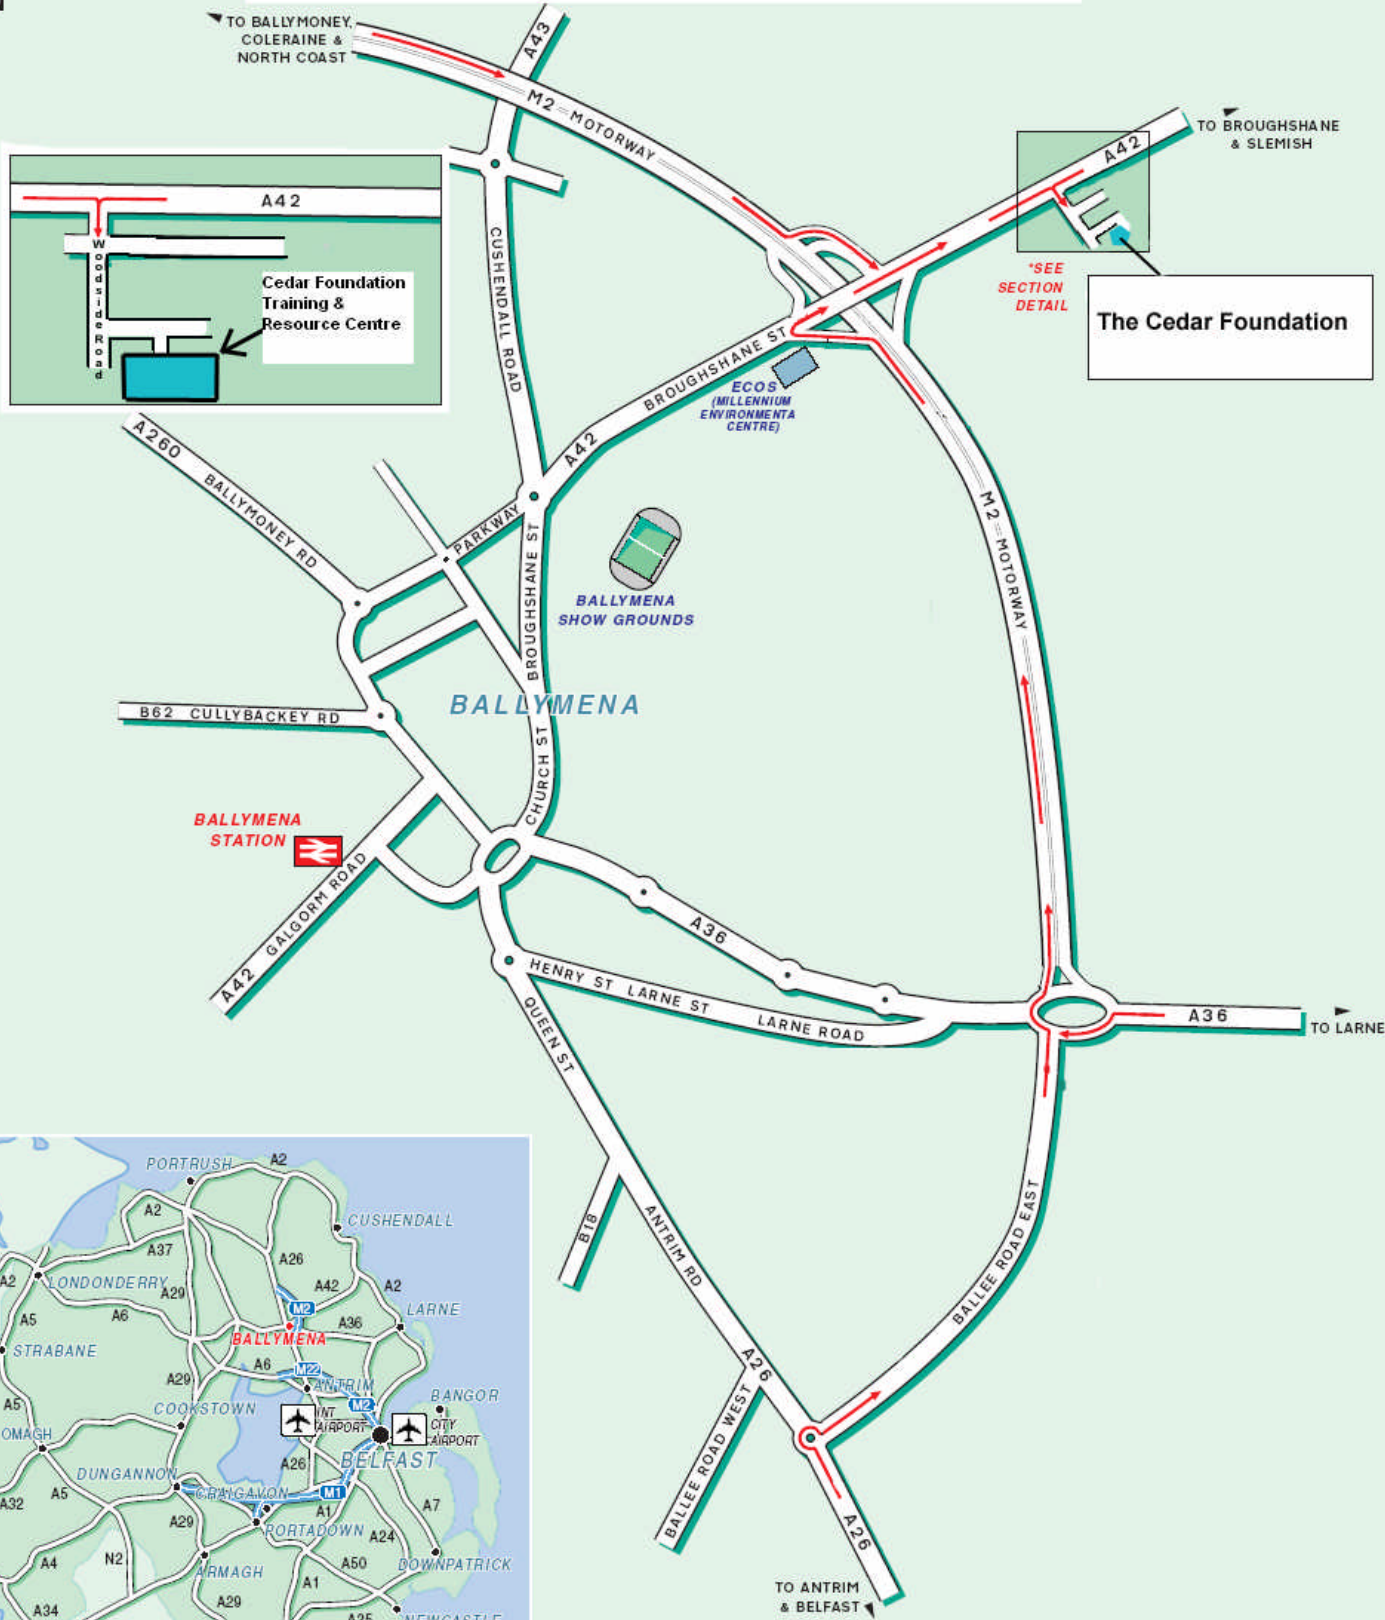 TO BALLYMONEY,
COLERAINE &
NORTH COAST
A43
M2
MOTORWAY
A42
TO BROUGHSHANE
& SLEMISH
A42
Woodside Road
Cedar Foundation
Training &
Resource Centre
CUSHENDALL ROAD
*SEE
SECTION
DETAIL
The Cedar Foundation
BROUGHSHANE ST
ECOS
(MILLENNIUM
ENVIRONMENTA
CENTRE)
A42
A260
BALLYMONEY RD
PARKWAY
BROUGHSHANE ST
M2
MOTORWAY
BALLYMENA
SHOW GROUNDS
BALLYMENA
B62 CULLYBACKEY RD
CHURCH ST
BALLYMENA
STATION
A42 GALGORM ROAD
A36
HENRY ST LARNE ST
LARNE ROAD
A36
TO LARNE
QUEEN ST
B18
ANTRIM RD
BALLEE ROAD EAST
A26
BALLEE ROAD WEST
A26
TO ANTRIM
& BELFAST
PORTRUSH
A2
A2
CUSHENDALL
A37
A26
A2
LONDONDERRY
A29
A42
A2
M2
LARNE
A5
A6
A36
BALLYMENA
STRABANE
A6
M22
A29
ANTRIM
BANGOR
A5
M2
COOKSTOWN
INT
AIRPORT
CITY
AIRPORT
OMAGH
BELFAST
A26
DUNGANNON
CRAIGAVON
M1
A32
A5
A1
A7
A29
PORTADOWN
A24
A4
N2
ARMAGH
A50
DOWNPATRICK
A1
A34
A29
A25
NEWCASTLE